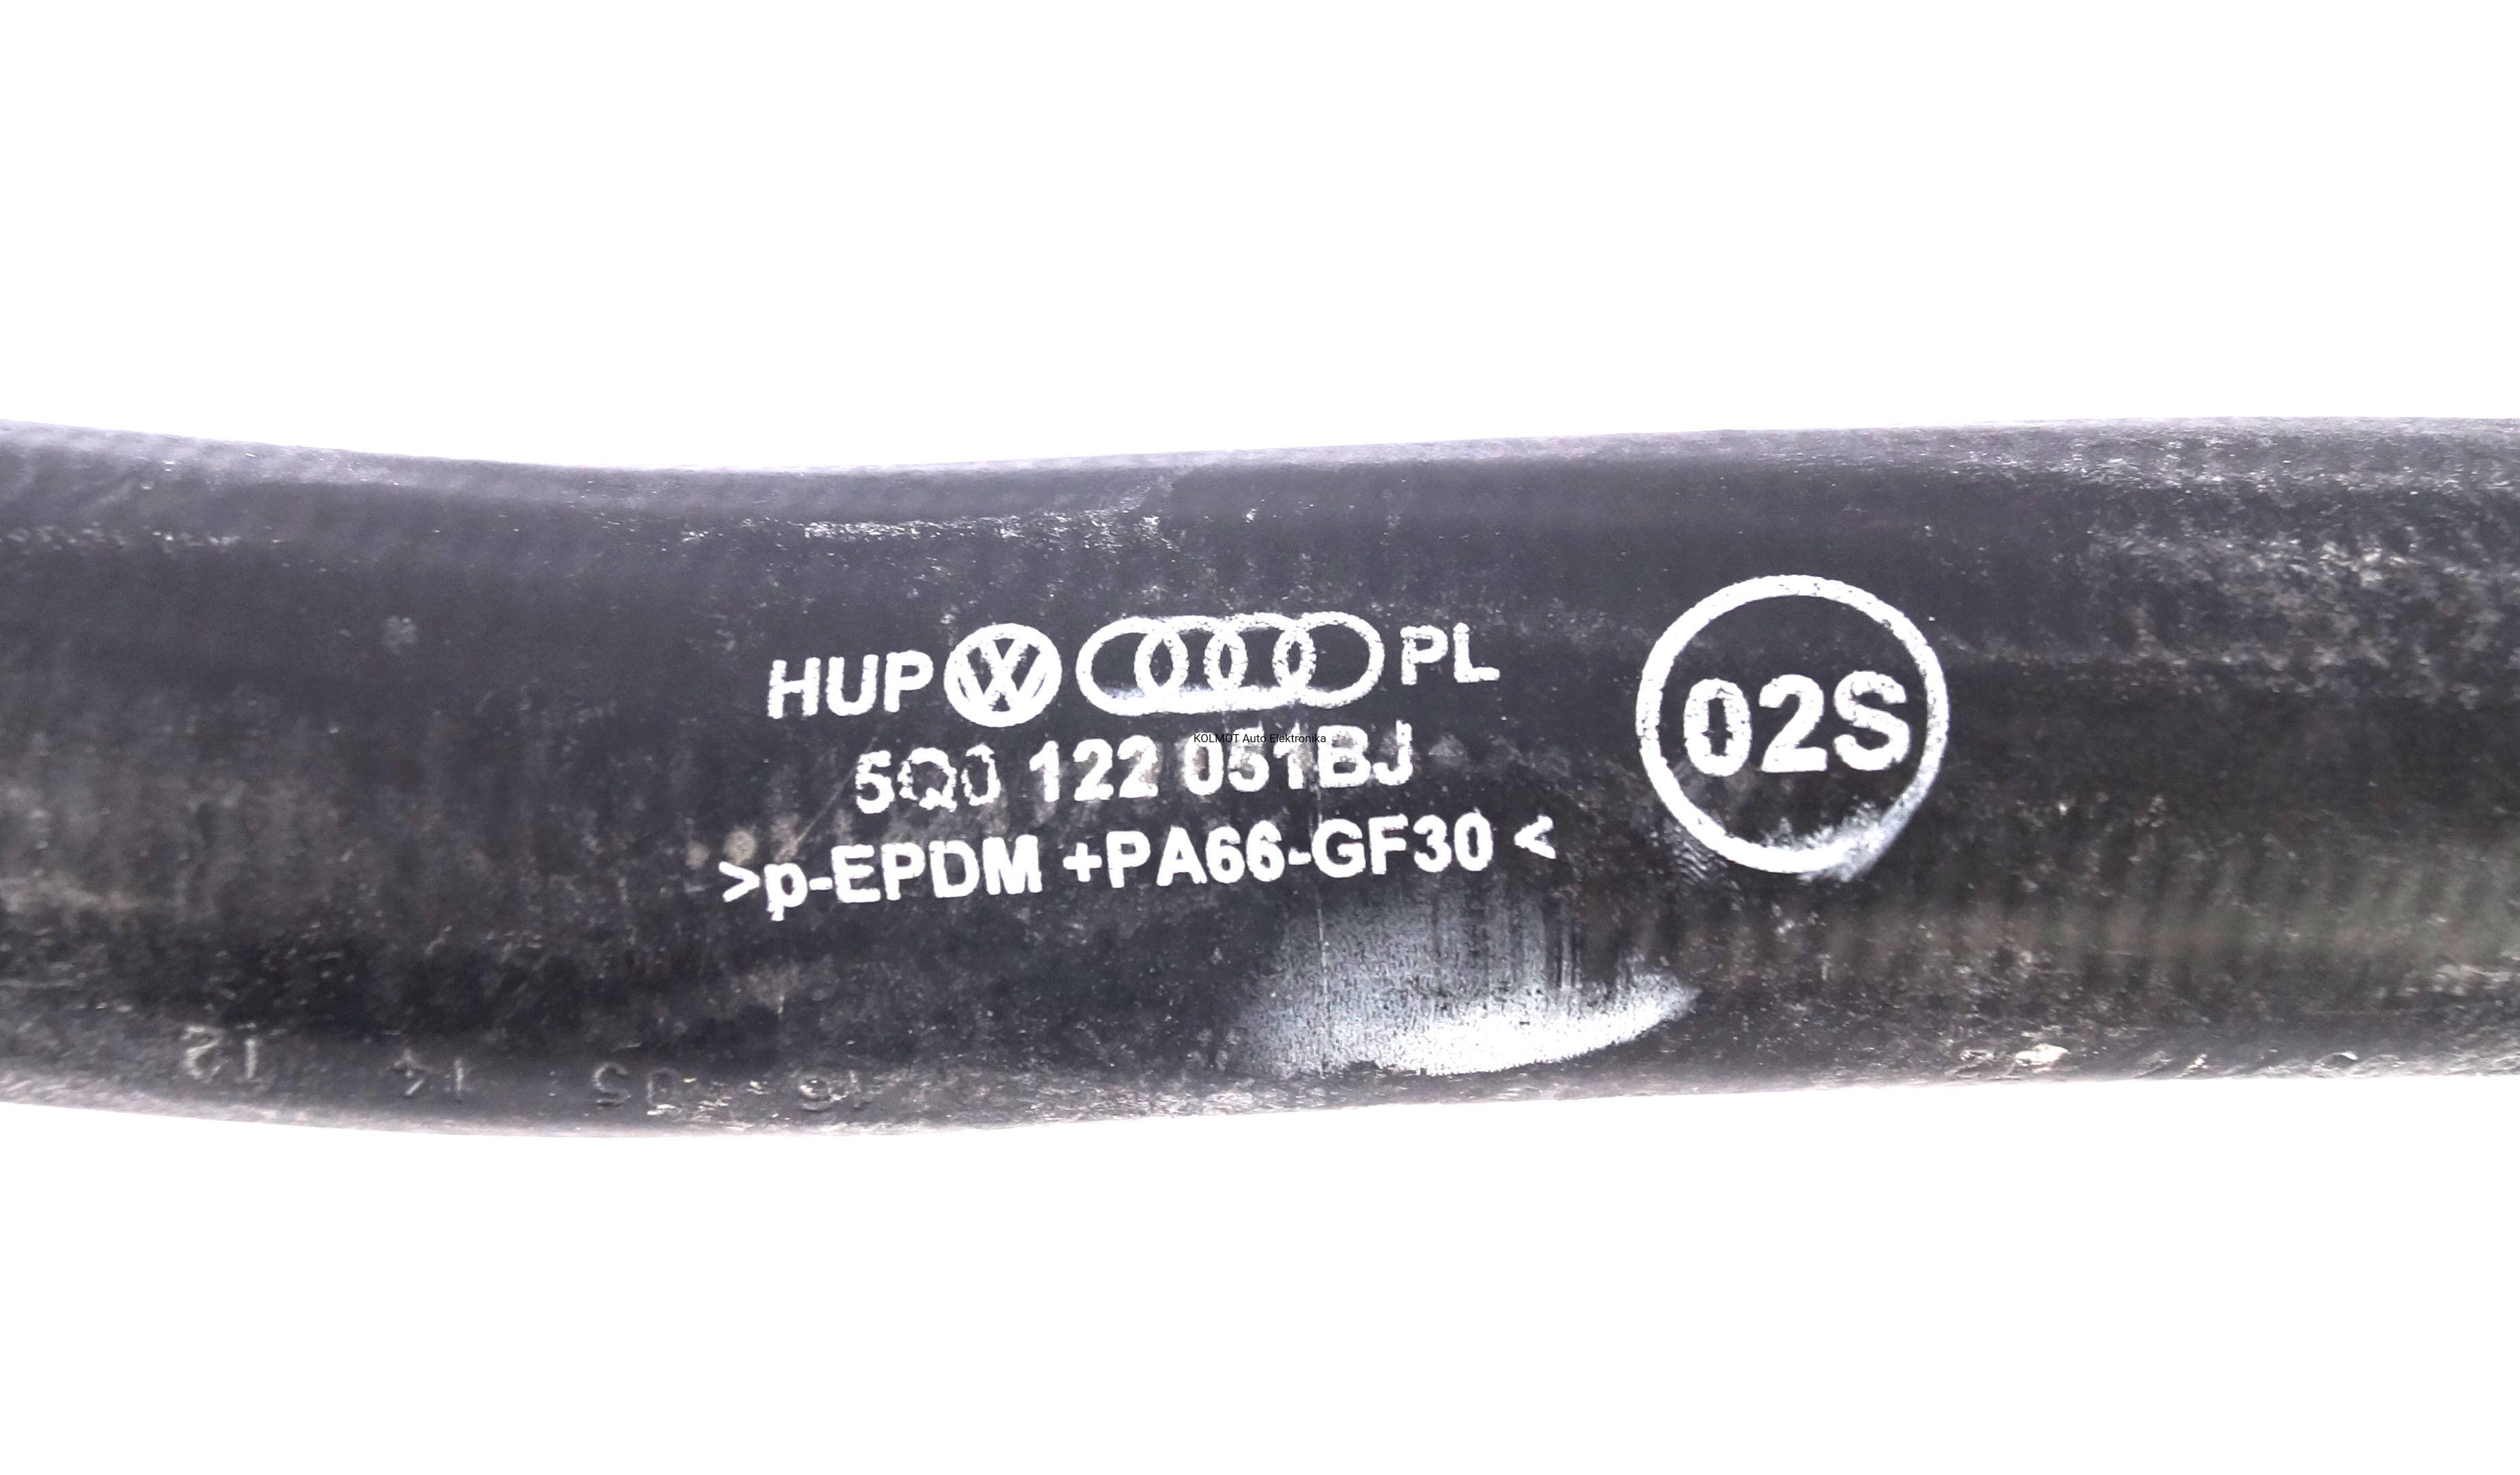 HUP PL
02S
5Q0 122 051BJ
KOLMOT Auto Elektronika
>p-EPDM +PA66-GF30 <